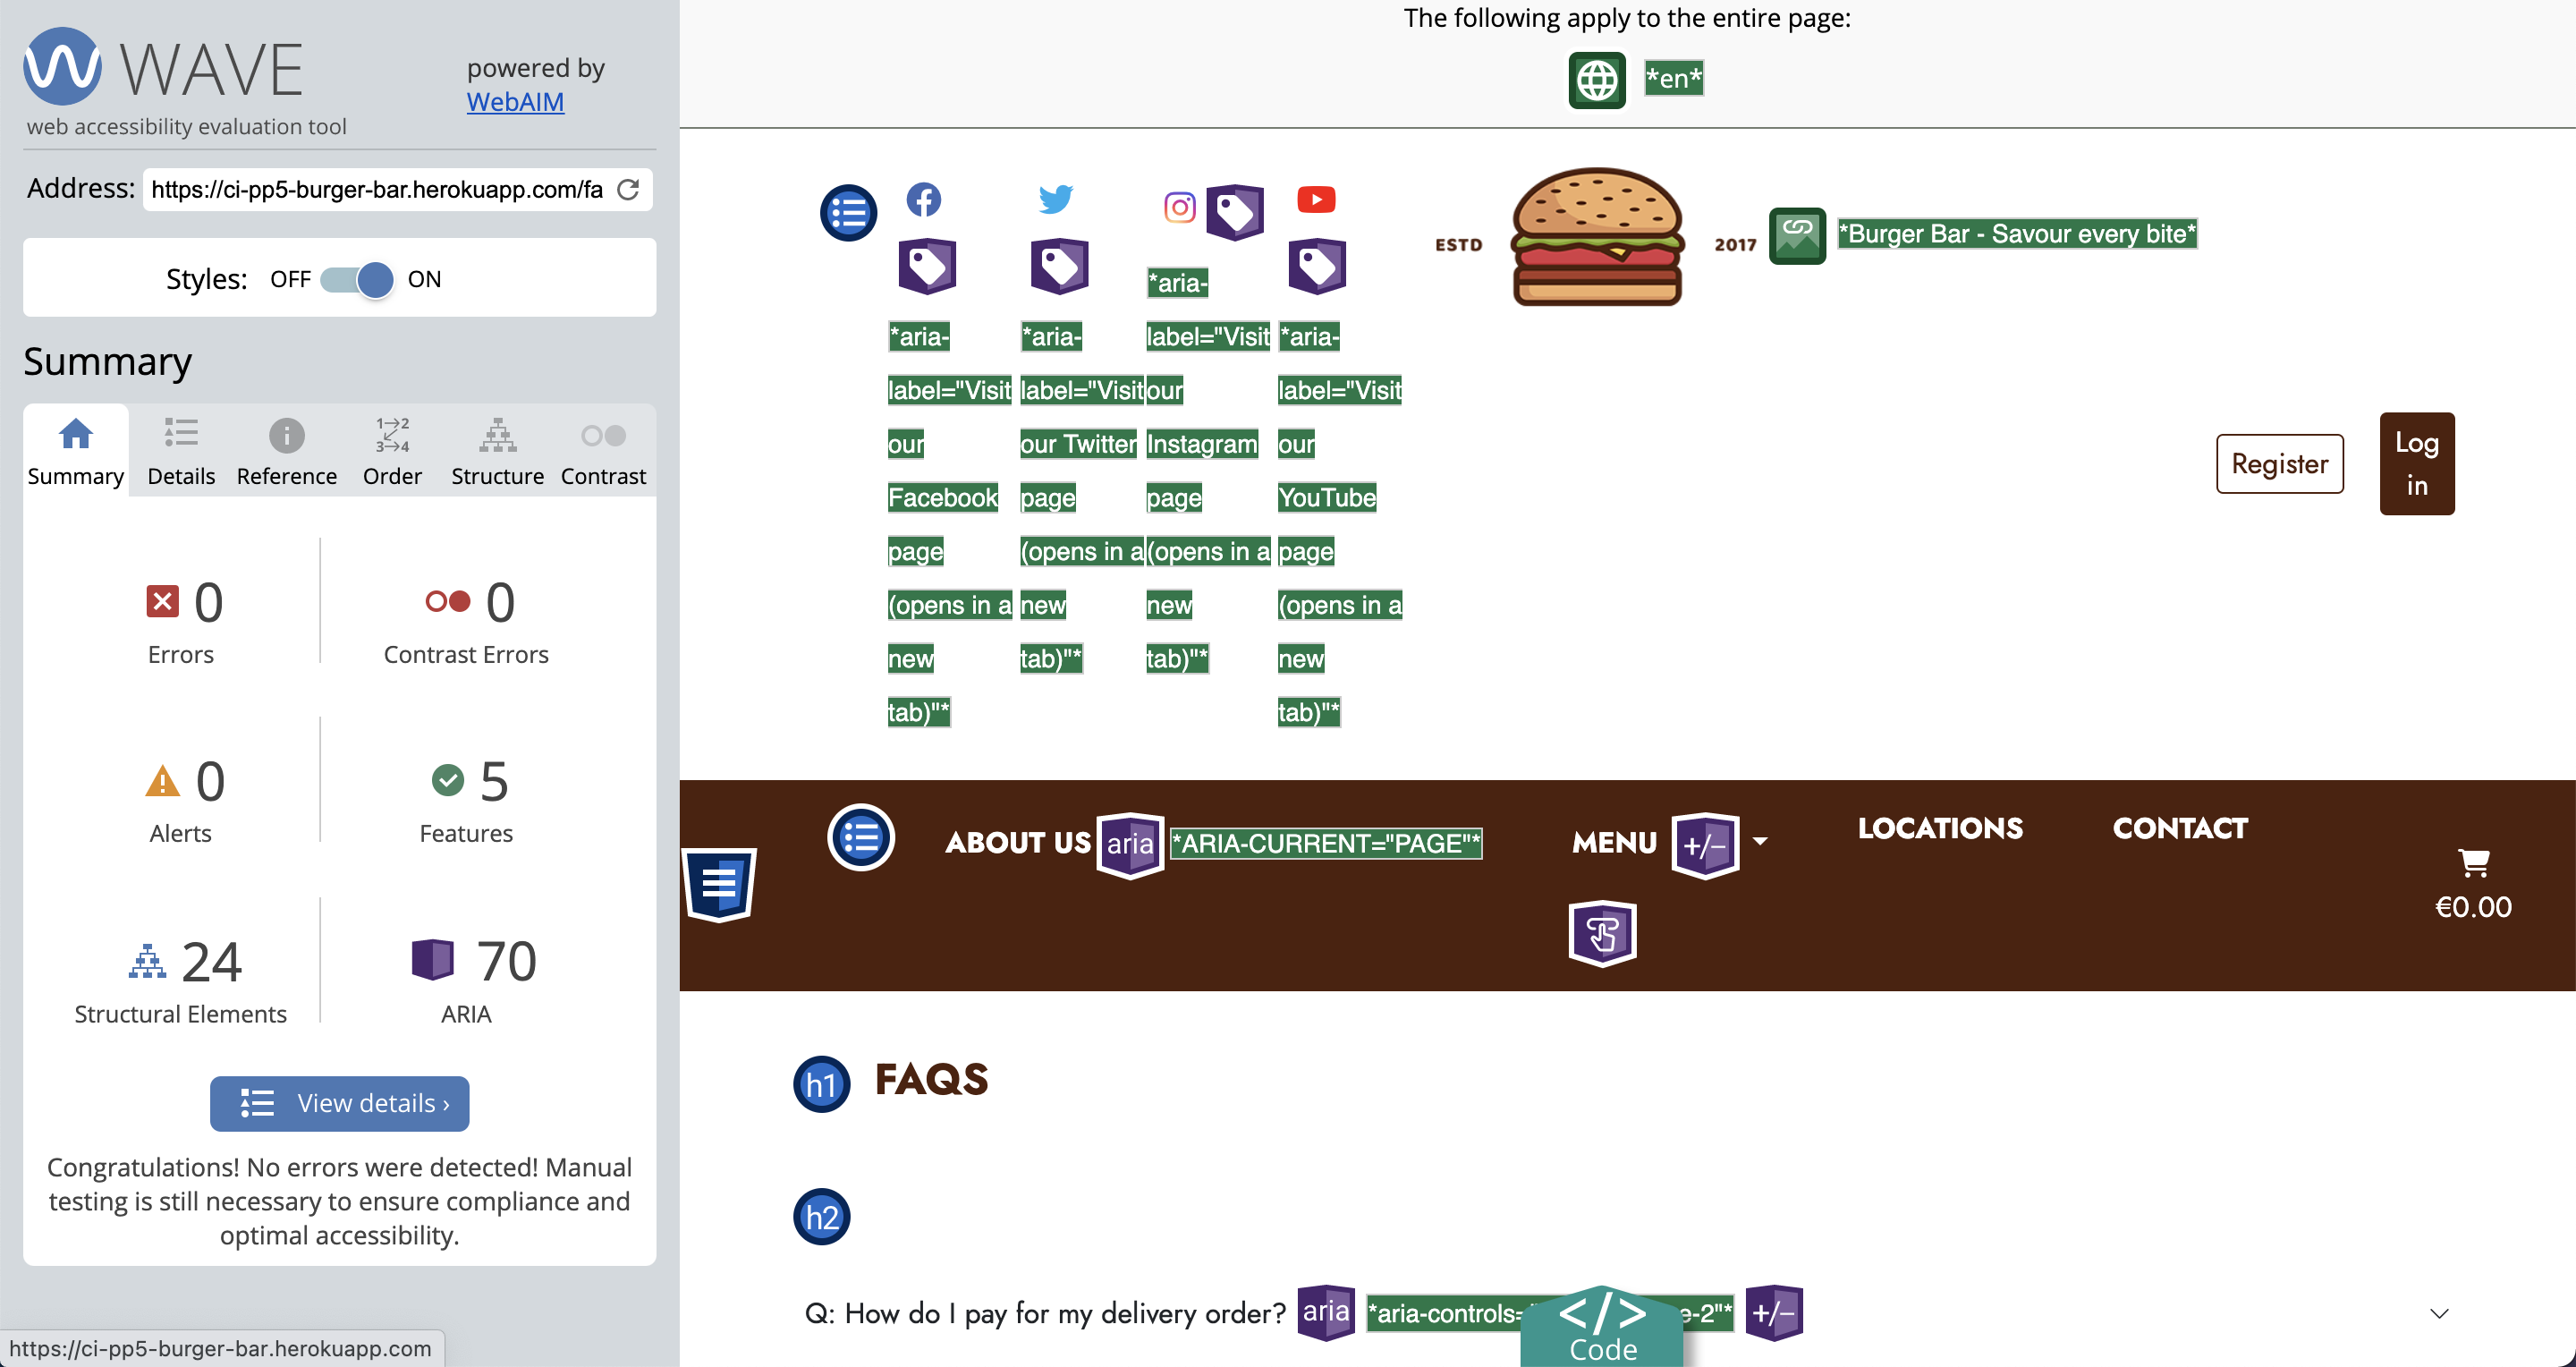 WAVE
powered by
WebAIM
web accessibility evaluation tool
Address: https://ci-pp5-burger-bar.herokuapp.com/fa
Styles: OFF ON
Summary
Summary Details Reference Order Structure Contrast
0 Errors
0 Contrast Errors
0 Alerts
5 Features
24 Structural Elements
70 ARIA
View details ›
Congratulations! No errors were detected! Manual
testing is still necessary to ensure compliance and
optimal accessibility.
https://ci-pp5-burger-bar.herokuapp.com
The following apply to the entire page:
*en*
*aria-
label="Visit
our
Facebook
page
(opens in a
new
tab)"*
*aria-
label="Visit
our Twitter
page
(opens in a
new
tab)"*
*aria-
label="Visit
our
Instagram
page
(opens in a
new
tab)"*
*aria-
label="Visit
our
YouTube
page
(opens in a
new
tab)"*
ESTD 2017
*Burger Bar - Savour every bite*
Register
Log
in
ABOUT US aria *ARIA-CURRENT="PAGE"* MENU +/− LOCATIONS CONTACT
€0.00
h1 FAQS
h2
Q: How do I pay for my delivery order? aria *aria-controls= e-2"* +/−
</> Code